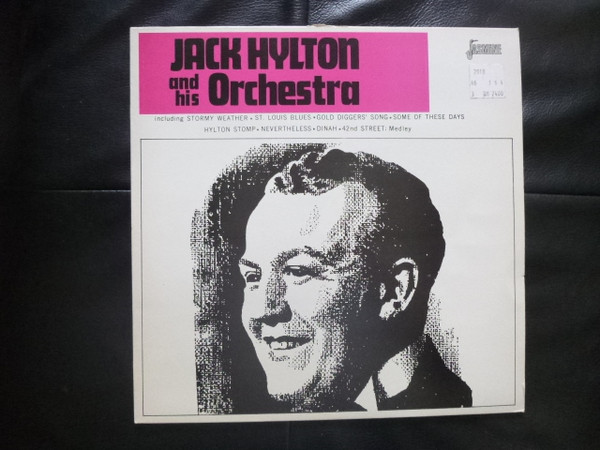 JACK HYLTON
and his Orchestra
JASMINE
including STORMY WEATHER • ST. LOUIS BLUES • GOLD DIGGERS' SONG • SOME OF THESE DAYS
HYLTON STOMP • NEVERTHELESS • DINAH • 42nd STREET: Medley